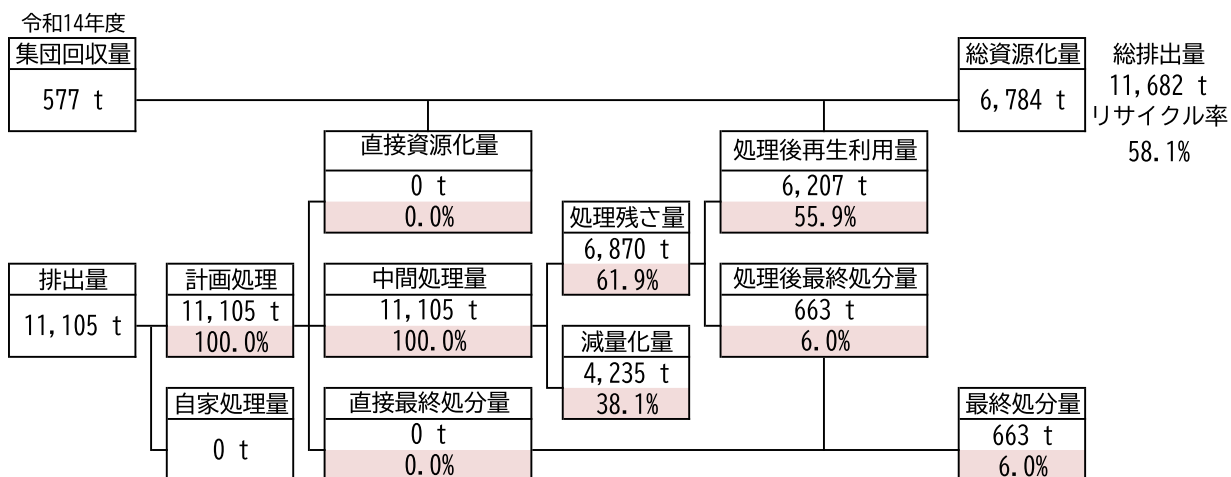 令和14年度
集団回収量
577 t
総資源化量
6,784 t
総排出量
11,682 t
リサイクル率
58.1%
直接資源化量
0 t
0.0%
処理後再生利用量
6,207 t
55.9%
処理残さ量
6,870 t
61.9%
排出量
11,105 t
計画処理
11,105 t
100.0%
中間処理量
11,105 t
100.0%
処理後最終処分量
663 t
6.0%
減量化量
4,235 t
38.1%
自家処理量
0 t
直接最終処分量
0 t
0.0%
最終処分量
663 t
6.0%